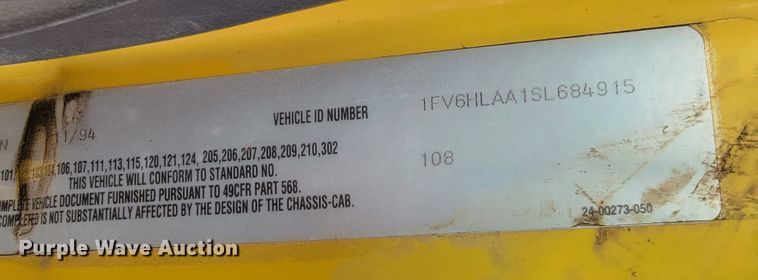 VEHICLE ID NUMBER 1FV6HLAA1SL684915
N 1/94
101, 106,107,111,113,115,120,121,124, 205,206,207,208,209,210,302
THIS VEHICLE WILL CONFORM TO STANDARD NO. 108
VEHICLE DOCUMENT FURNISHED PURSUANT TO 49CFR PART 568.
COMPLETED IS NOT SUBSTANTIALLY AFFECTED BY THE DESIGN OF THE CHASSIS-CAB.
24-00273-050
Purple Wave Auction